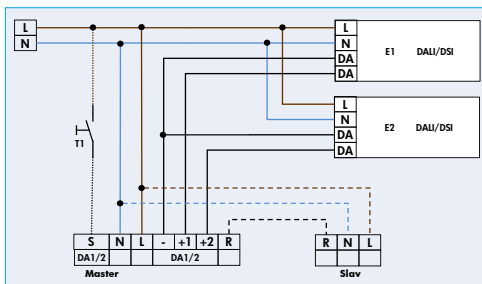 L
N
L
N
DA
DA
E1 DALI/DSI
L
N
DA
DA
E2 DALI/DSI
T1
S N L - +1 +2 R
DA1/2 DA1/2
Master
R N L
Slav